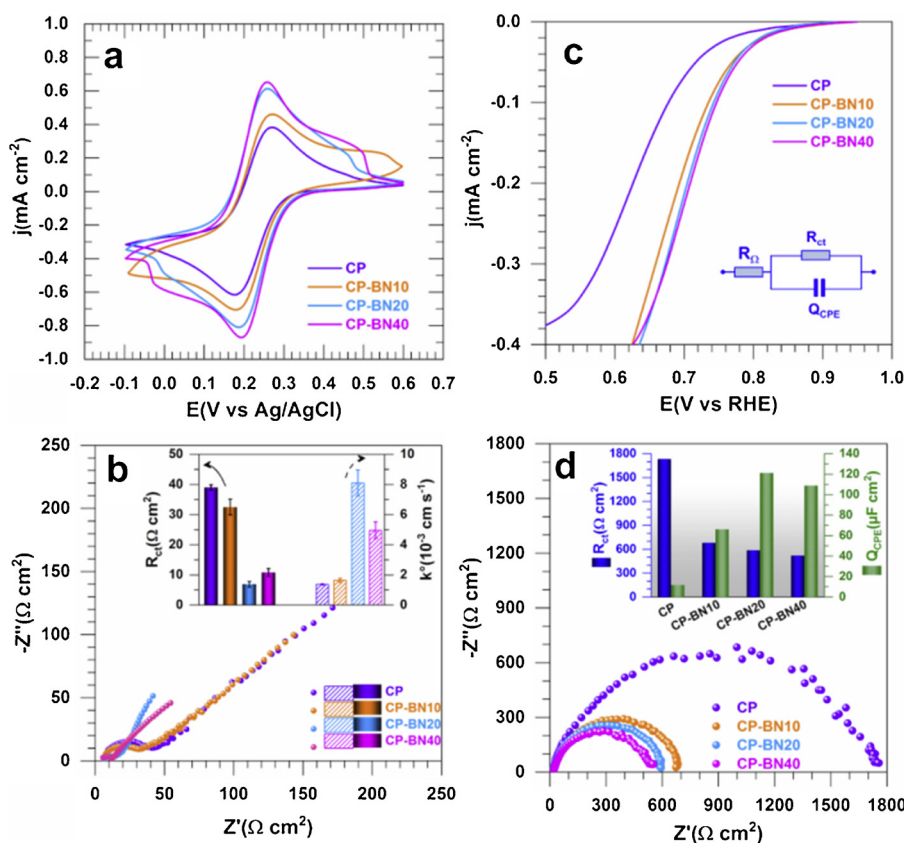 a
j(mA cm-2)
1.0
0.8
0.6
0.4
0.2
0.0
-0.2
-0.4
-0.6
-0.8
-1.0
CP
CP-BN10
CP-BN20
CP-BN40
-0.2 -0.1 0.0 0.1 0.2 0.3 0.4 0.5 0.6 0.7
E(V vs Ag/AgCl)
c
j(mA cm-2)
0.0
-0.1
-0.2
-0.3
-0.4
CP
CP-BN10
CP-BN20
CP-BN40
RΩ
Rct
QCPE
0.5 0.6 0.7 0.8 0.9 1.0
E(V vs RHE)
b
-Z''(Ω cm2)
250
200
150
100
50
0
Rct(Ω cm2)
50
40
30
20
10
0
k°(10-3 cm s-1)
10
8
6
4
2
0
CP
CP-BN10
CP-BN20
CP-BN40
0 50 100 150 200 250
Z'(Ω cm2)
d
-Z''(Ω cm2)
1800
1500
1200
900
600
300
0
Rct(Ω cm2)
1800
1500
1200
900
600
300
0
QCPE(µF cm2)
140
120
100
80
60
40
20
0
CP
CP-BN10
CP-BN20
CP-BN40
CP
CP-BN10
CP-BN20
CP-BN40
0 300 600 900 1200 1500 1800
Z'(Ω cm2)